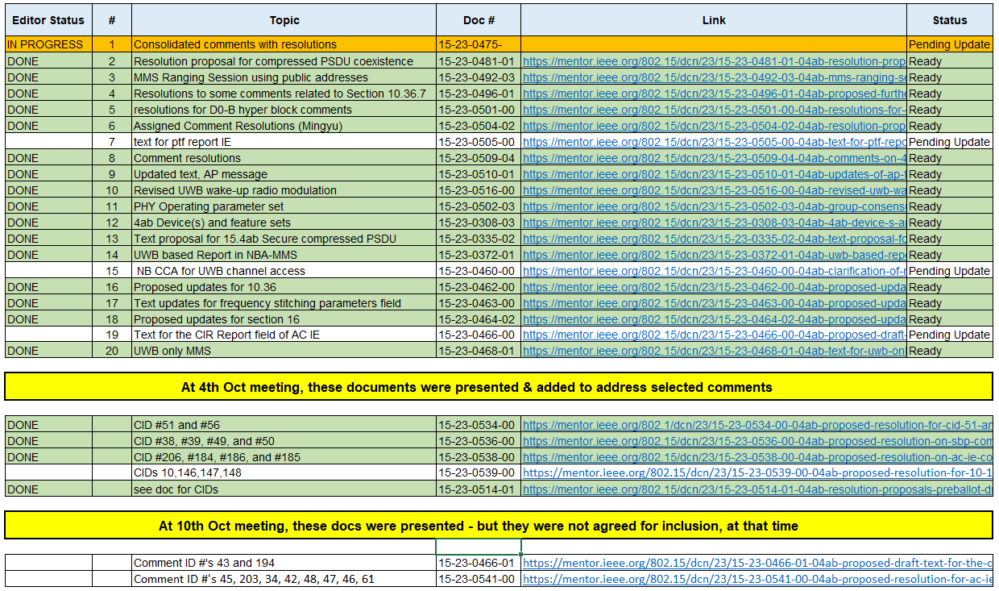 Editor Status # Topic Doc # Link Status
IN PROGRESS 1 Consolidated comments with resolutions 15-23-0475- Pending Update
DONE 2 Resolution proposal for compressed PSDU coexistence 15-23-0481-01 https://mentor.ieee.org/802.15/dcn/23/15-23-0481-01-04ab-resolution-prop Ready
DONE 3 MMS Ranging Session using public addresses 15-23-0492-03 https://mentor.ieee.org/802.15/dcn/23/15-23-0492-03-04ab-mms-ranging-se Ready
DONE 4 Resolutions to some comments related to Section 10.36.7 15-23-0496-01 https://mentor.ieee.org/802.15/dcn/23/15-23-0496-01-04ab-proposed-furthe Ready
DONE 5 resolutions for D0-B hyper block comments 15-23-0501-00 https://mentor.ieee.org/802.15/dcn/23/15-23-0501-00-04ab-resolutions-for- Ready
DONE 6 Assigned Comment Resolutions (Mingyu) 15-23-0504-02 https://mentor.ieee.org/802.15/dcn/23/15-23-0504-02-04ab-resolution-prop Ready
7 text for ptf report IE 15-23-0505-00 https://mentor.ieee.org/802.15/dcn/23/15-23-0505-00-04ab-text-for-ptf-repo Pending Update
DONE 8 Comment resolutions 15-23-0509-04 https://mentor.ieee.org/802.15/dcn/23/15-23-0509-04-04ab-comments-on-4 Ready
DONE 9 Updated text, AP message 15-23-0510-01 https://mentor.ieee.org/802.15/dcn/23/15-23-0510-01-04ab-updates-of-ap-f Ready
DONE 10 Revised UWB wake-up radio modulation 15-23-0516-00 https://mentor.ieee.org/802.15/dcn/23/15-23-0516-00-04ab-revised-uwb-wa Ready
DONE 11 PHY Operating parameter set 15-23-0502-03 https://mentor.ieee.org/802.15/dcn/23/15-23-0502-03-04ab-group-consensu Ready
DONE 12 4ab Device(s) and feature sets 15-23-0308-03 https://mentor.ieee.org/802.15/dcn/23/15-23-0308-03-04ab-4ab-device-s-a Ready
DONE 13 Text proposal for 15.4ab Secure compressed PSDU 15-23-0335-02 https://mentor.ieee.org/802.15/dcn/23/15-23-0335-02-04ab-text-proposal-fo Ready
DONE 14 UWB based Report in NBA-MMS 15-23-0372-01 https://mentor.ieee.org/802.15/dcn/23/15-23-0372-01-04ab-uwb-based-rep Ready
15 NB CCA for UWB channel access 15-23-0460-00 https://mentor.ieee.org/802.15/dcn/23/15-23-0460-00-04ab-clarification-of- Pending Update
DONE 16 Proposed updates for 10.36 15-23-0462-00 https://mentor.ieee.org/802.15/dcn/23/15-23-0462-00-04ab-proposed-upda Ready
DONE 17 Text updates for frequency stitching parameters field 15-23-0463-00 https://mentor.ieee.org/802.15/dcn/23/15-23-0463-00-04ab-proposed-upda Ready
DONE 18 Proposed updates for section 16 15-23-0464-02 https://mentor.ieee.org/802.15/dcn/23/15-23-0464-02-04ab-proposed-upda Ready
19 Text for the CIR Report field of AC IE 15-23-0466-00 https://mentor.ieee.org/802.15/dcn/23/15-23-0466-00-04ab-proposed-draft- Pending Update
DONE 20 UWB only MMS 15-23-0468-01 https://mentor.ieee.org/802.15/dcn/23/15-23-0468-01-04ab-text-for-uwb-onl Ready
At 4th Oct meeting, these documents were presented & added to address selected comments
DONE CID #51 and #56 15-23-0534-00 https://mentor.ieee.org/802.1/dcn/23/15-23-0534-00-04ab-proposed-resolution-for-cid-51-an
DONE CID #38, #39, #49, and #50 15-23-0536-00 https://mentor.ieee.org/802.15/dcn/23/15-23-0536-00-04ab-proposed-resolution-on-sbp-com
DONE CID #206, #184, #186, and #185 15-23-0538-00 https://mentor.ieee.org/802.15/dcn/23/15-23-0538-00-04ab-proposed-resolution-on-ac-ie-co
CIDs 10,146,147,148 15-23-0539-00 https://mentor.ieee.org/802.15/dcn/23/15-23-0539-00-04ab-proposed-resolution-for-10-1
DONE see doc for CIDs 15-23-0514-01 https://mentor.ieee.org/802.15/dcn/23/15-23-0514-01-04ab-resolution-proposals-preballot-d
At 10th Oct meeting, these docs were presented - but they were not agreed for inclusion, at that time
Comment ID #'s 43 and 194 15-23-0466-01 https://mentor.ieee.org/802.15/dcn/23/15-23-0466-01-04ab-proposed-draft-text-for-the-c
Comment ID #'s 45, 203, 34, 42, 48, 47, 46, 61 15-23-0541-00 https://mentor.ieee.org/802.15/dcn/23/15-23-0541-00-04ab-proposed-resolution-for-ac-ie